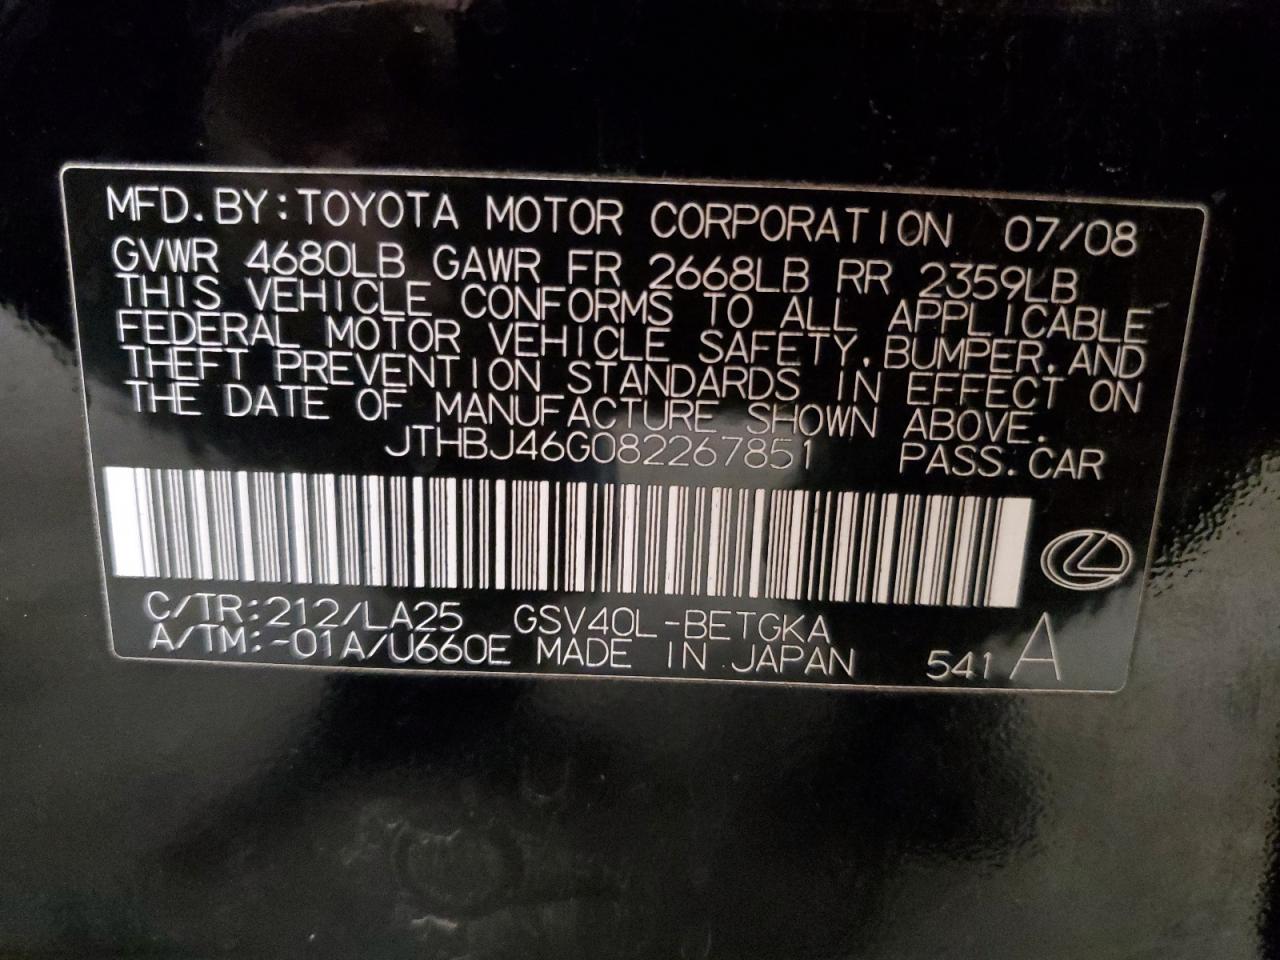 MFD. BY: TOYOTA MOTOR CORPORATION 07/08
GVWR 4680LB GAWR FR 2668LB RR 2359LB
THIS VEHICLE CONFORMS TO ALL APPLICABLE
FEDERAL MOTOR VEHICLE SAFETY, BUMPER, AND
THEFT PREVENTION STANDARDS IN EFFECT ON
THE DATE OF MANUFACTURE SHOWN ABOVE.
JTHBJ46G082267851 PASS. CAR
C/TR:212/LA25 GSV40L-BETGKA
A/TM:-01A/U660E MADE IN JAPAN 541 A